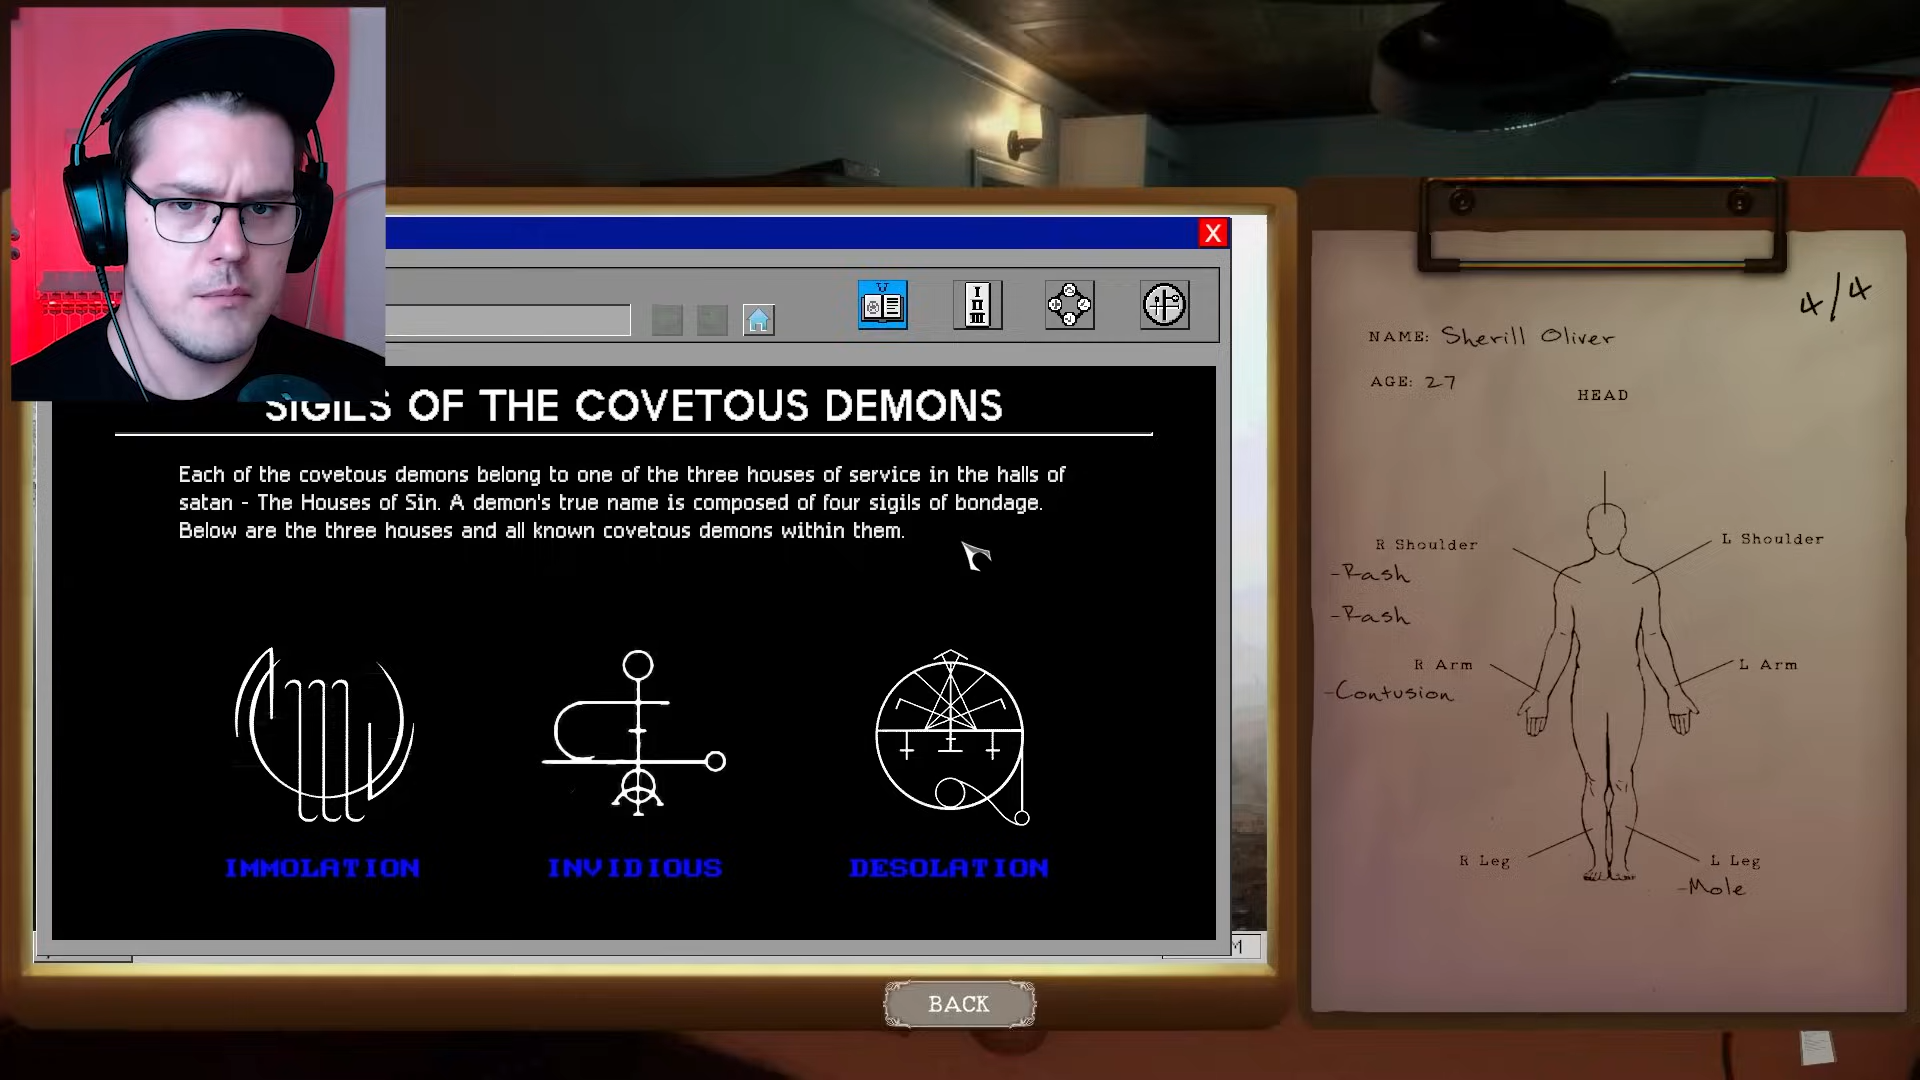 X
SIGILS OF THE COVETOUS DEMONS
Each of the covetous demons belong to one of the three houses of service in the halls of
satan - The Houses of Sin. A demon's true name is composed of four sigils of bondage.
Below are the three houses and all known covetous demons within them.
IMMOLATION
INVIDIOUS
DESOLATION
BACK
4/4
NAME: Sherill Oliver
AGE: 27
HEAD
R Shoulder
L Shoulder
-Rash
-Rash
R Arm
L Arm
-Contusion
R Leg
L Leg
-Mole